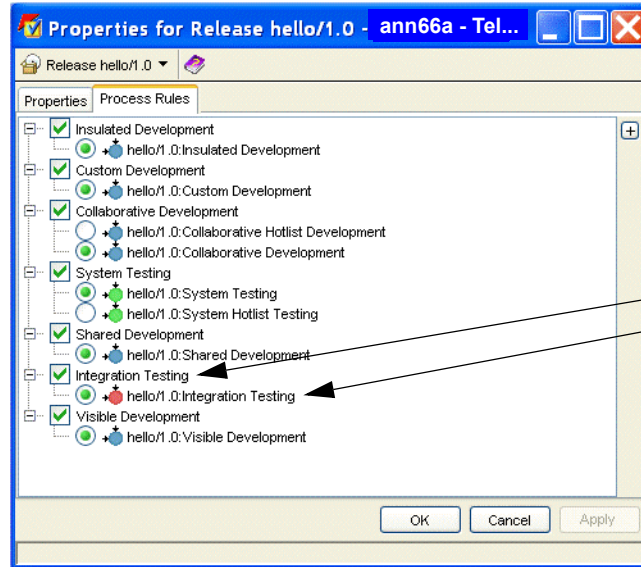 Properties for Release hello/1.0 - ann66a - Tel...
Release hello/1.0
Properties Process Rules
Insulated Development
hello/1.0:Insulated Development
Custom Development
hello/1.0:Custom Development
Collaborative Development
hello/1.0:Collaborative Hotlist Development
hello/1.0:Collaborative Development
System Testing
hello/1.0:System Testing
hello/1.0:System Hotlist Testing
Shared Development
hello/1.0:Shared Development
Integration Testing
hello/1.0:Integration Testing
Visible Development
hello/1.0:Visible Development
OK Cancel Apply